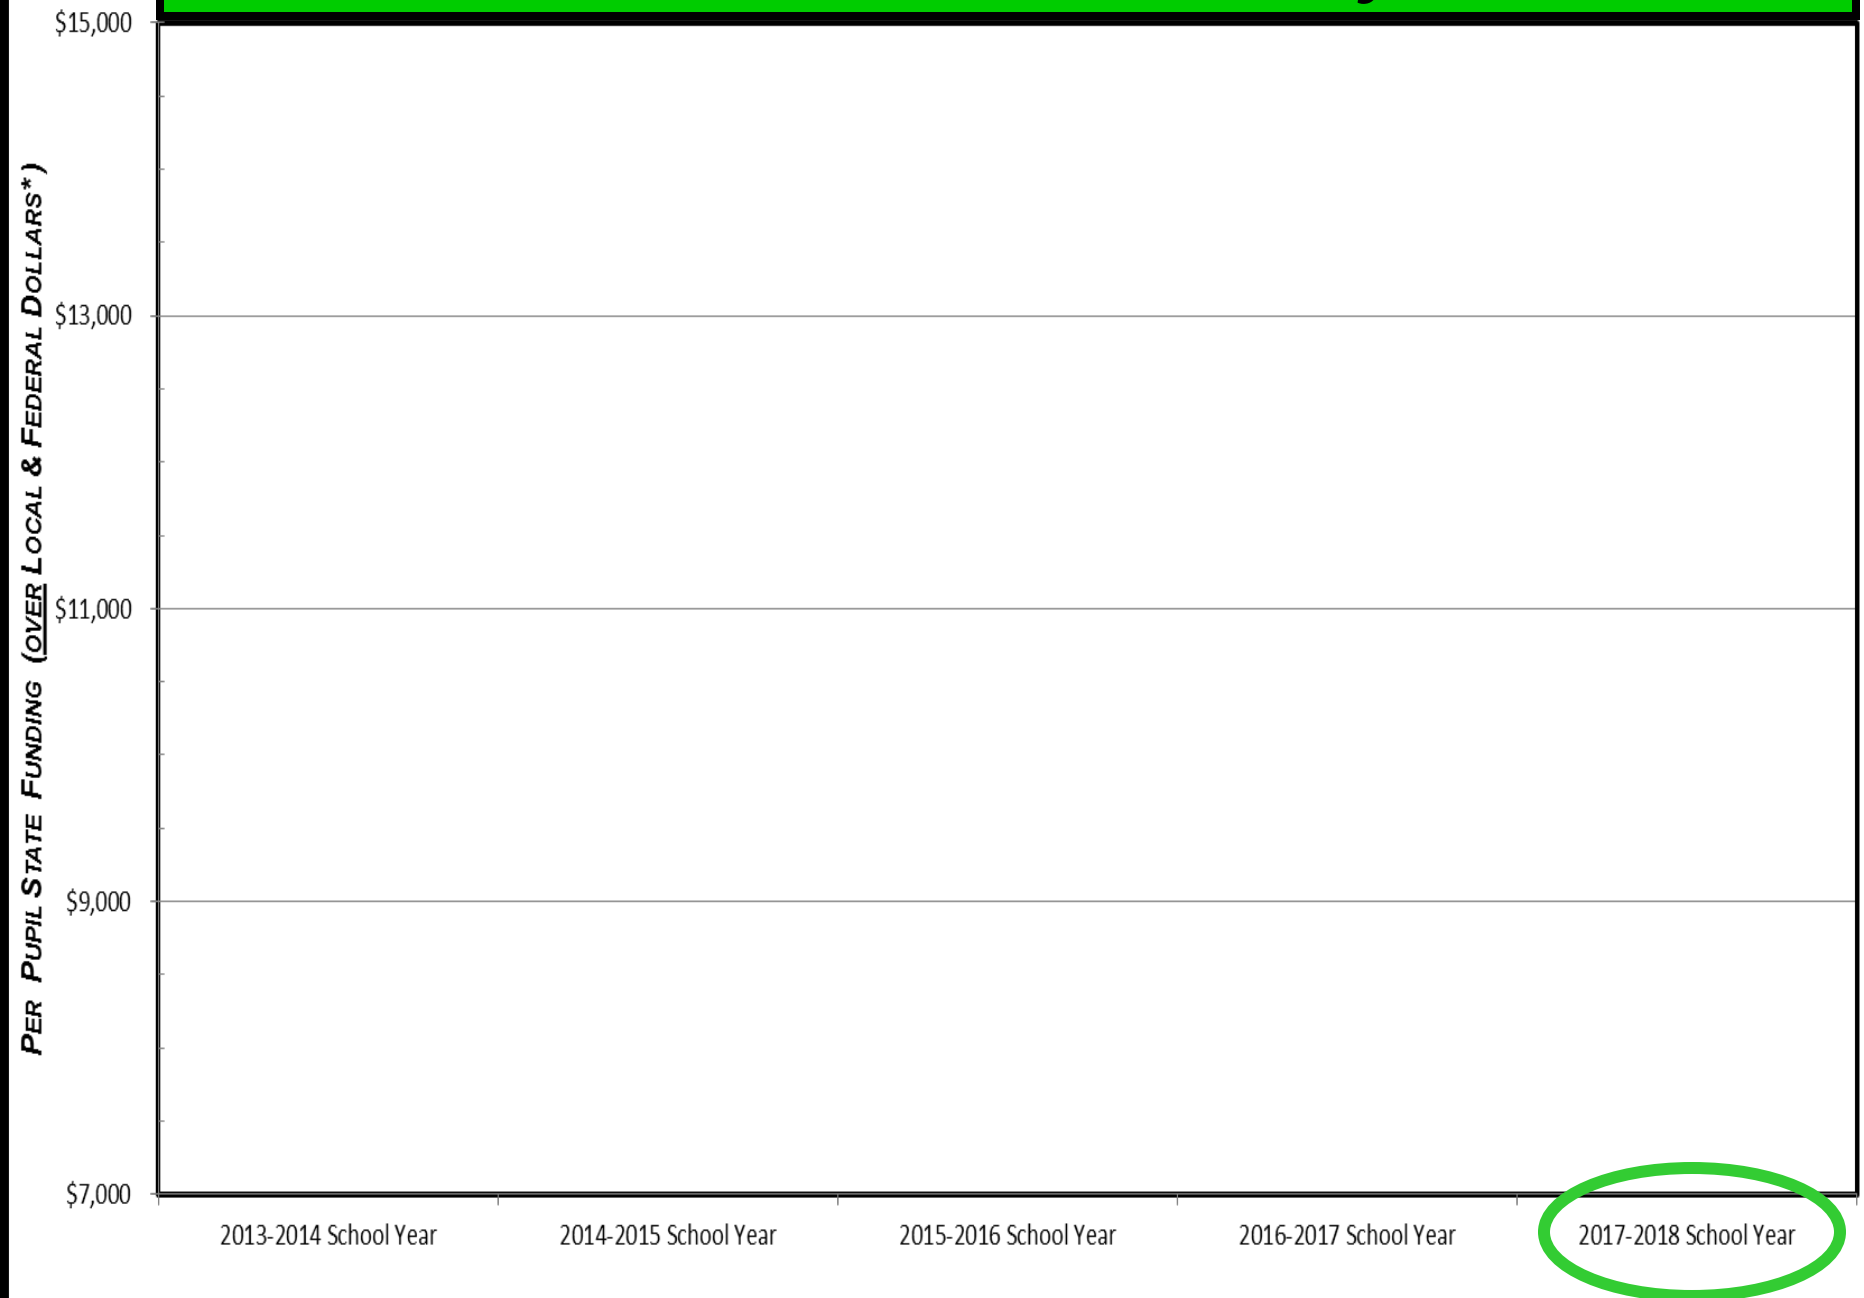 $15,000
$13,000
$11,000
$9,000
$7,000
PER PUPIL STATE FUNDING (OVER LOCAL & FEDERAL DOLLARS*)
2013-2014 School Year
2014-2015 School Year
2015-2016 School Year
2016-2017 School Year
2017-2018 School Year